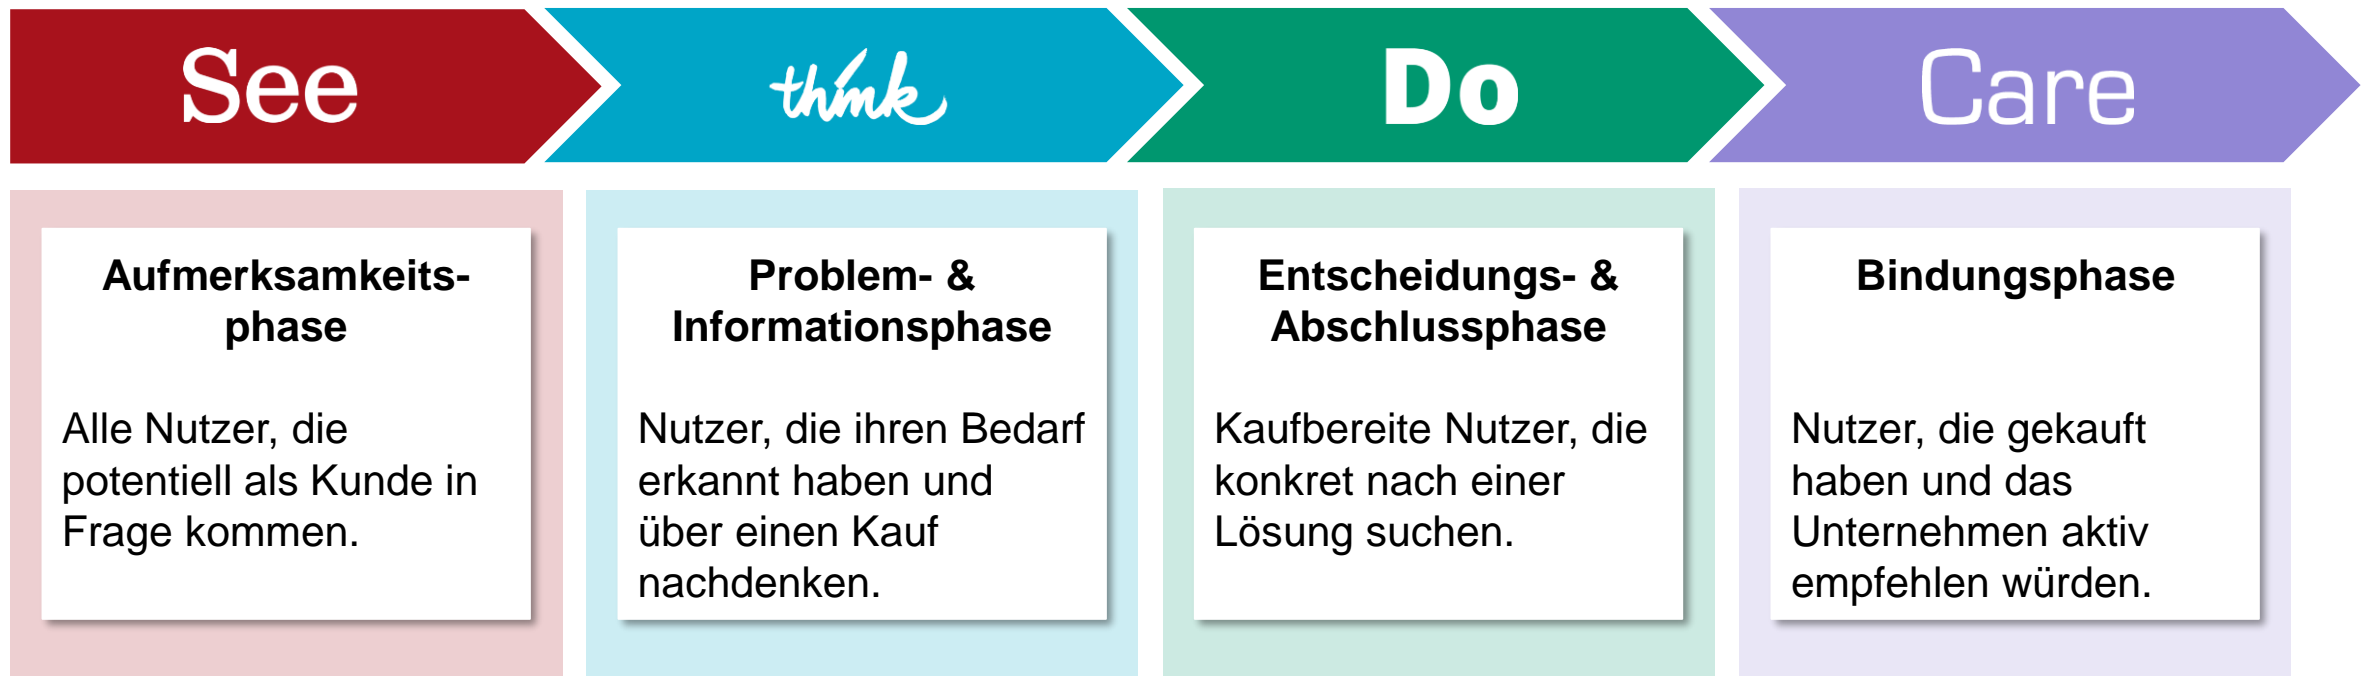 See
think
Do
Care
Aufmerksamkeits-
phase
Alle Nutzer, die
potentiell als Kunde in
Frage kommen.
Problem- &
Informationsphase
Nutzer, die ihren Bedarf
erkannt haben und
über einen Kauf
nachdenken.
Entscheidungs- &
Abschlussphase
Kaufbereite Nutzer, die
konkret nach einer
Lösung suchen.
Bindungsphase
Nutzer, die gekauft
haben und das
Unternehmen aktiv
empfehlen würden.